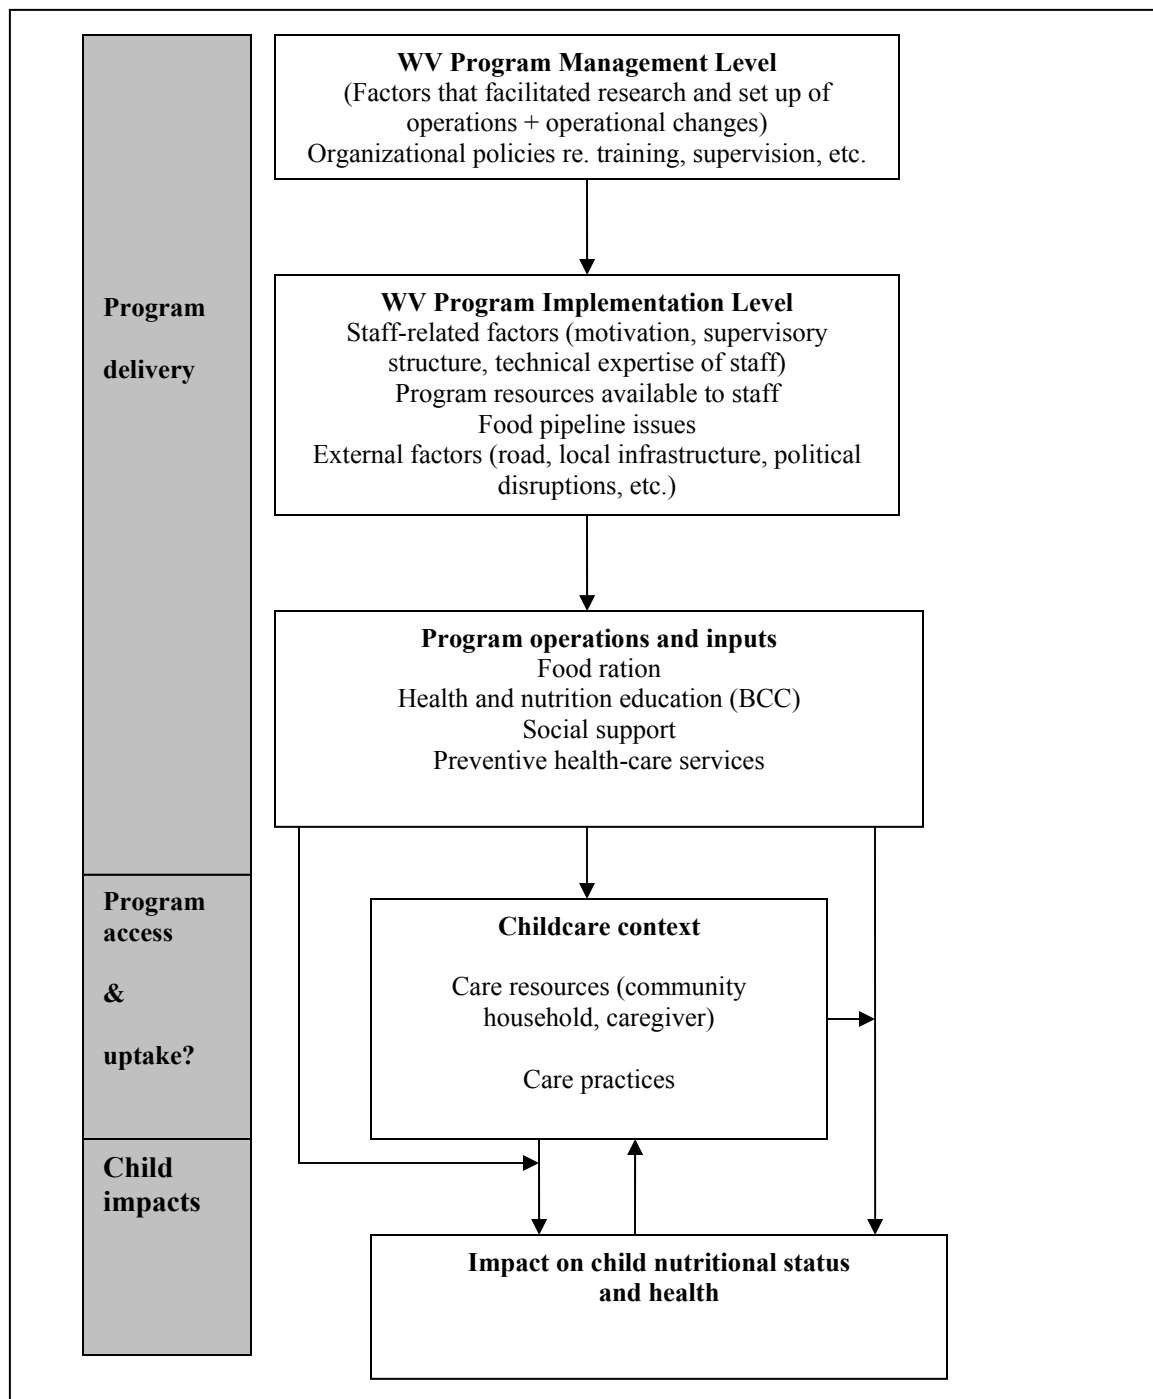 WV Program Management Level
(Factors that facilitated research and set up of
operations + operational changes)
Organizational policies re. training, supervision, etc.
Program
delivery
WV Program Implementation Level
Staff-related factors (motivation, supervisory
structure, technical expertise of staff)
Program resources available to staff
Food pipeline issues
External factors (road, local infrastructure, political
disruptions, etc.)
Program operations and inputs
Food ration
Health and nutrition education (BCC)
Social support
Preventive health-care services
Program
access
&
uptake?
Childcare context
Care resources (community
household, caregiver)
Care practices
Child
impacts
Impact on child nutritional status
and health